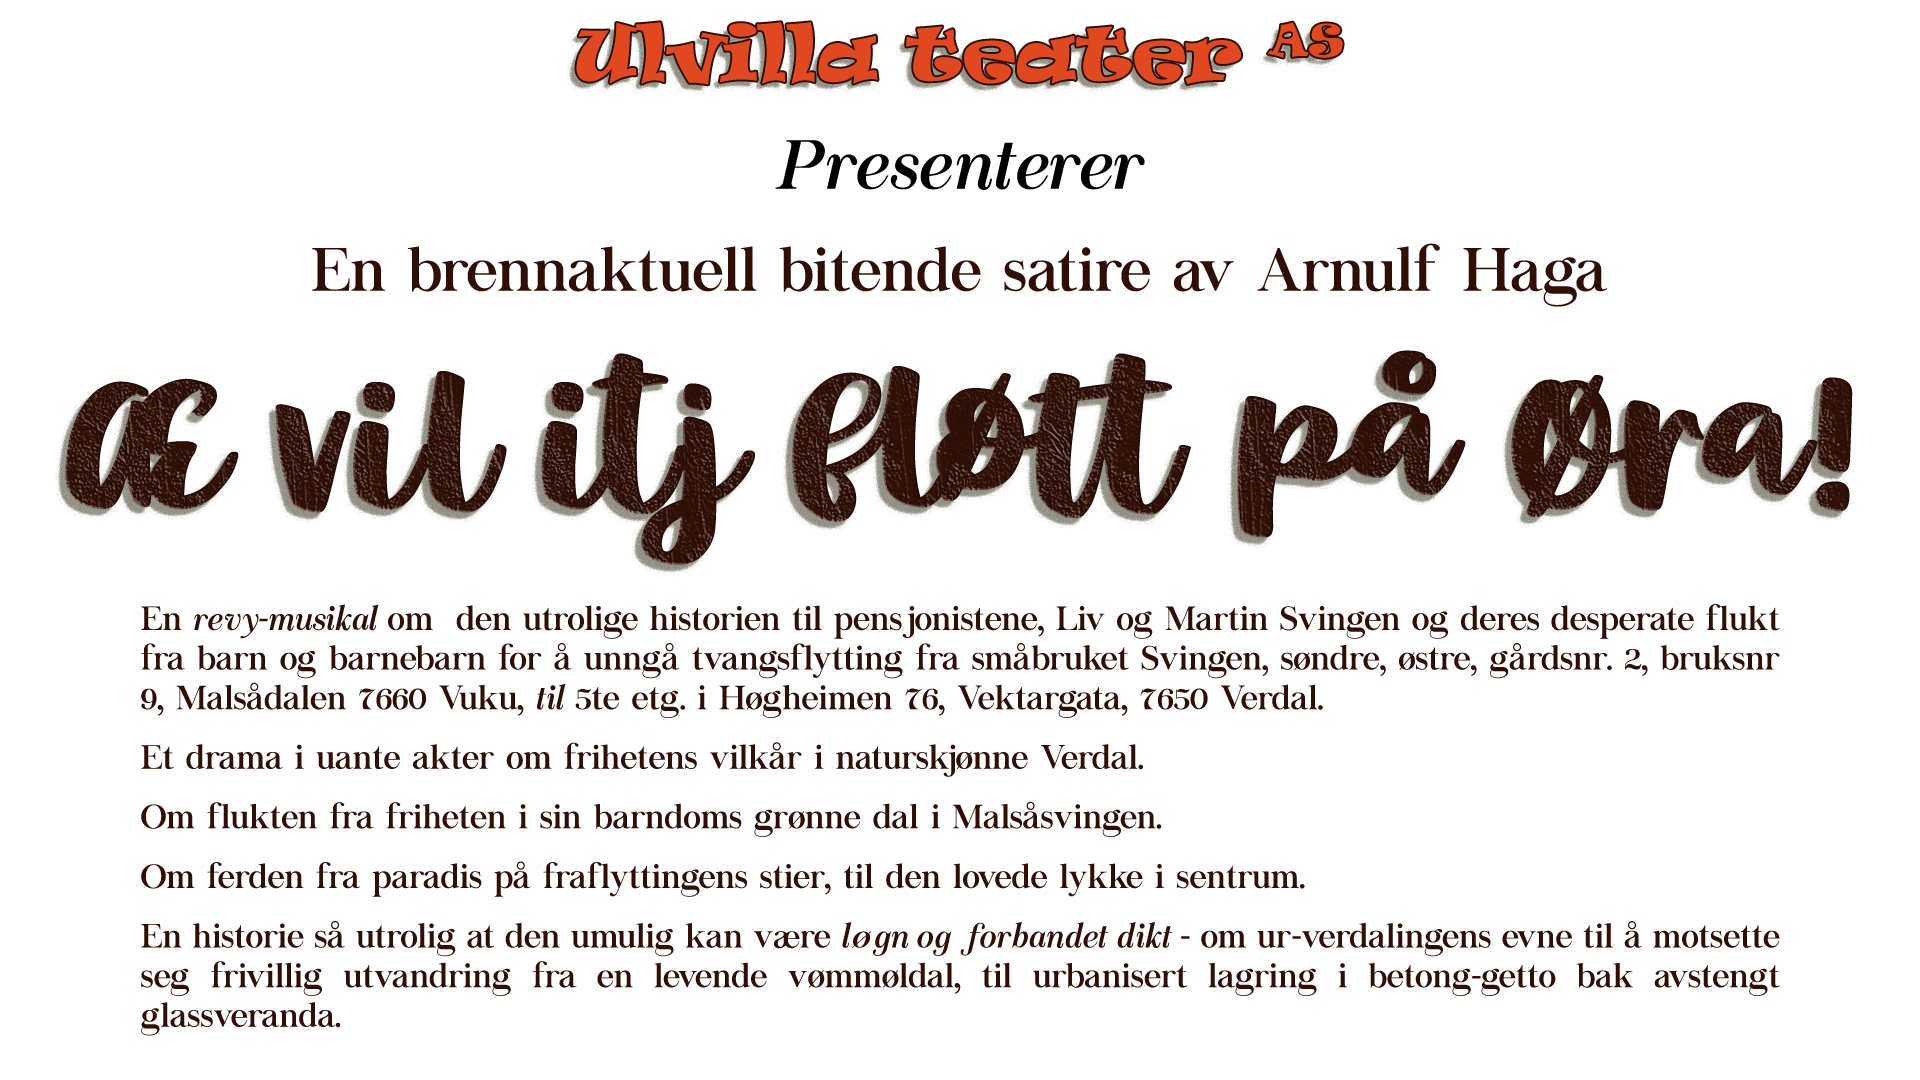 Ulvilla teater AS
Presenterer
En brennaktuell bitende satire av Arnulf Haga
Æ vil itj fløtt på Øra!
En revy-musikal om den utrolige historien til pensjonistene, Liv og Martin Svingen og deres desperate flukt
fra barn og barnebarn for å unngå tvangsflytting fra småbruket Svingen, søndre, østre, gårdsnr. 2, bruksnr
9, Malsådalen 7660 Vuku, til 5te etg. i Høgheimen 76, Vektargata, 7650 Verdal.
Et drama i uante akter om frihetens vilkår i naturskjønne Verdal.
Om flukten fra friheten i sin barndoms grønne dal i Malsåsvingen.
Om ferden fra paradis på fraflyttingens stier, til den lovede lykke i sentrum.
En historie så utrolig at den umulig kan være løgn og forbandet dikt - om ur-verdalingens evne til å motsette
seg frivillig utvandring fra en levende vømmøldal, til urbanisert lagring i betong-getto bak avstengt
glassveranda.